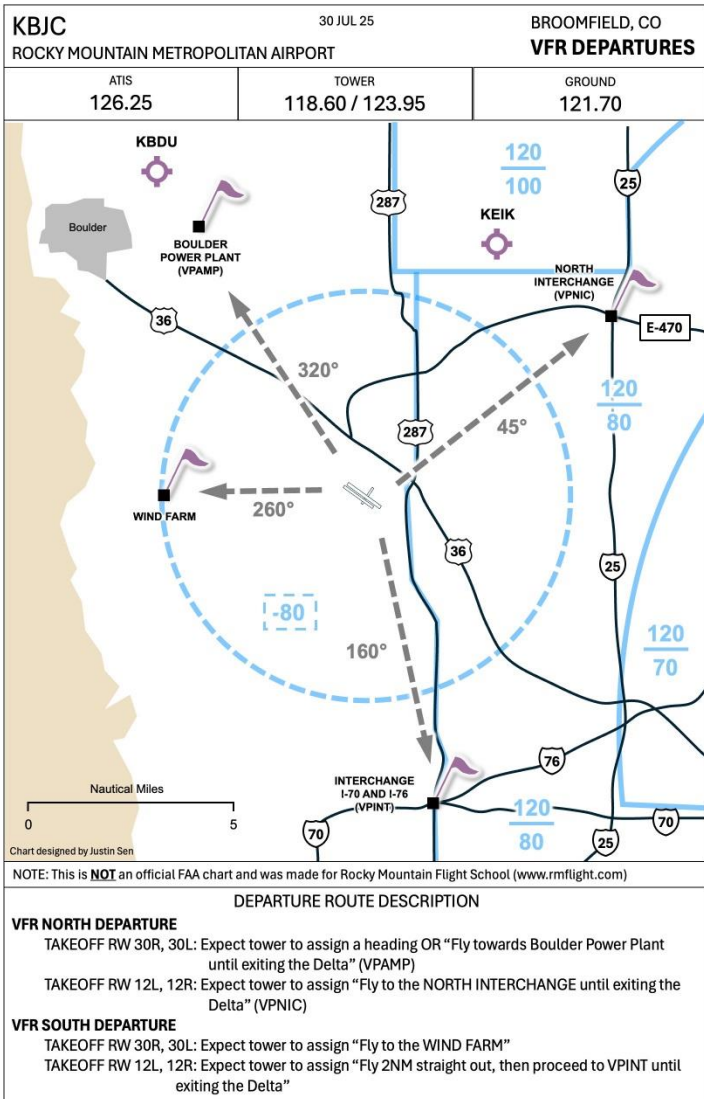 KBJC
30 JUL 25
BROOMFIELD, CO
ROCKY MOUNTAIN METROPOLITAN AIRPORT
VFR DEPARTURES
ATIS
126.25
TOWER
118.60 / 123.95
GROUND
121.70
KBDU
120
100
25
287
KEIK
Boulder
BOULDER
POWER PLANT
(VPAMP)
NORTH
INTERCHANGE
(VPNIC)
36
E-470
320°
120
80
287
45°
WIND FARM
260°
36
25
-80
120
70
160°
76
INTERCHANGE
I-70 AND I-76
(VPINT)
Nautical Miles
0
5
70
120
80
70
25
Chart designed by Justin Sen
NOTE: This is NOT an official FAA chart and was made for Rocky Mountain Flight School (www.rmflight.com)
DEPARTURE ROUTE DESCRIPTION
VFR NORTH DEPARTURE
TAKEOFF RW 30R, 30L: Expect tower to assign a heading OR “Fly towards Boulder Power Plant
until exiting the Delta” (VPAMP)
TAKEOFF RW 12L, 12R: Expect tower to assign “Fly to the NORTH INTERCHANGE until exiting the
Delta” (VPNIC)
VFR SOUTH DEPARTURE
TAKEOFF RW 30R, 30L: Expect tower to assign “Fly to the WIND FARM”
TAKEOFF RW 12L, 12R: Expect tower to assign “Fly 2NM straight out, then proceed to VPINT until
exiting the Delta”